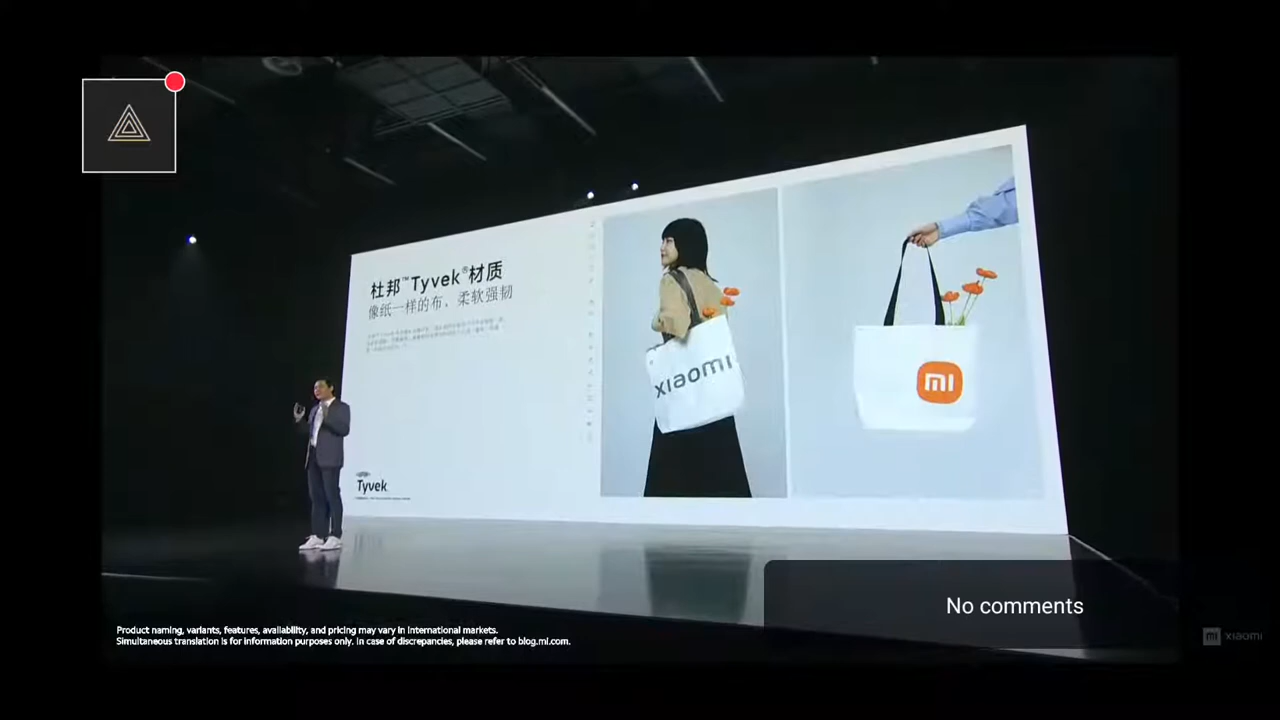 杜邦™Tyvek®材质
像纸一样的布、柔软强韧
xiaomi
mi
Tyvek
No comments
Product naming, variants, features, availability, and pricing may vary in international markets.
Simultaneous translation is for information purposes only. In case of discrepancies, please refer to blog.mi.com.
mi xiaomi